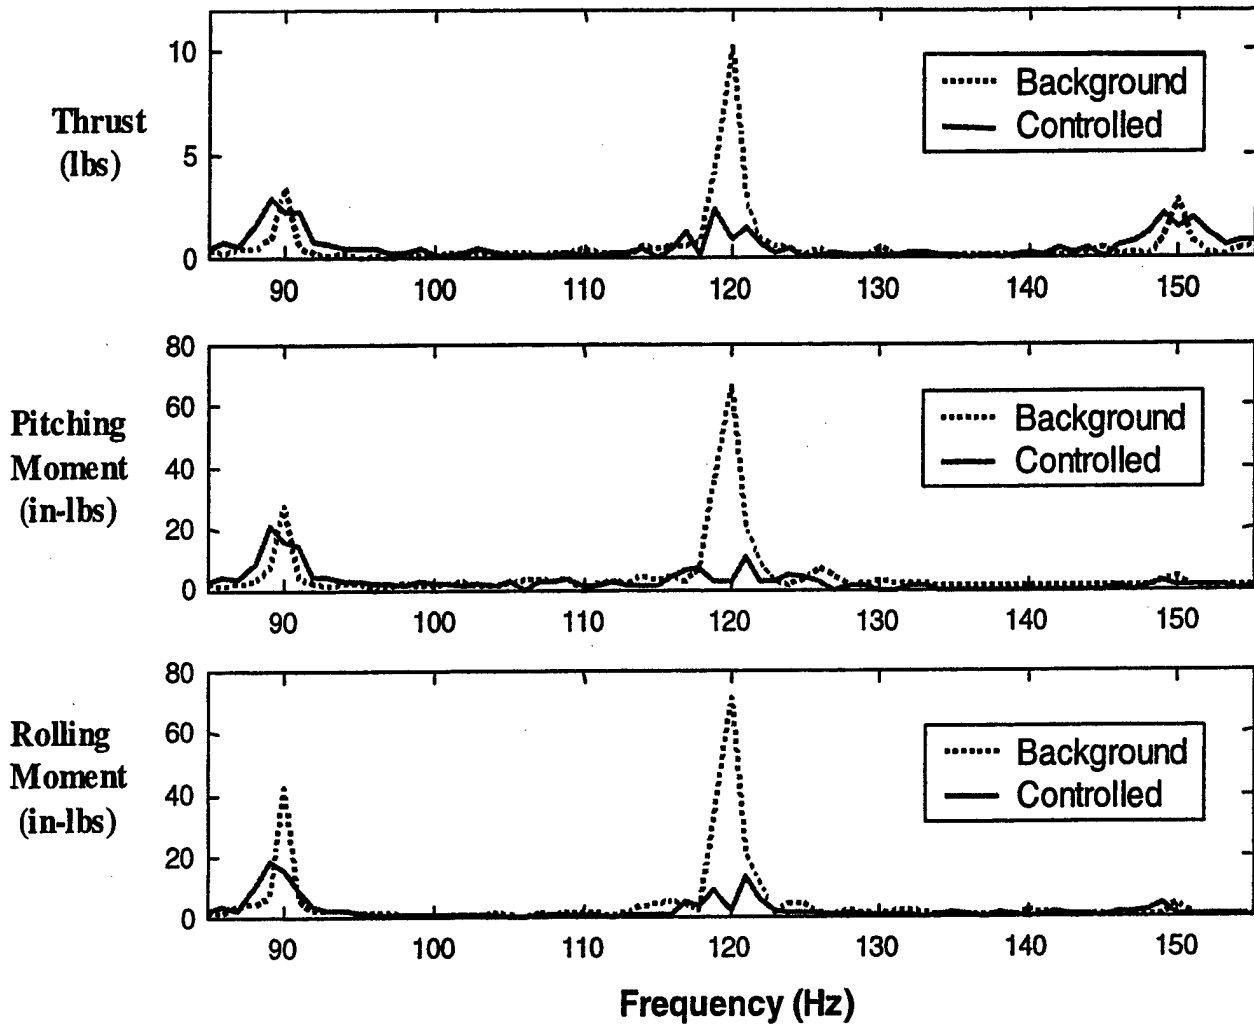 Thrust
(lbs)
10
5
0
Background
Controlled
90 100 110 120 130 140 150
Pitching
Moment
(in-lbs)
80
60
40
20
0
Background
Controlled
90 100 110 120 130 140 150
Rolling
Moment
(in-lbs)
80
60
40
20
0
Background
Controlled
90 100 110 120 130 140 150
Frequency (Hz)